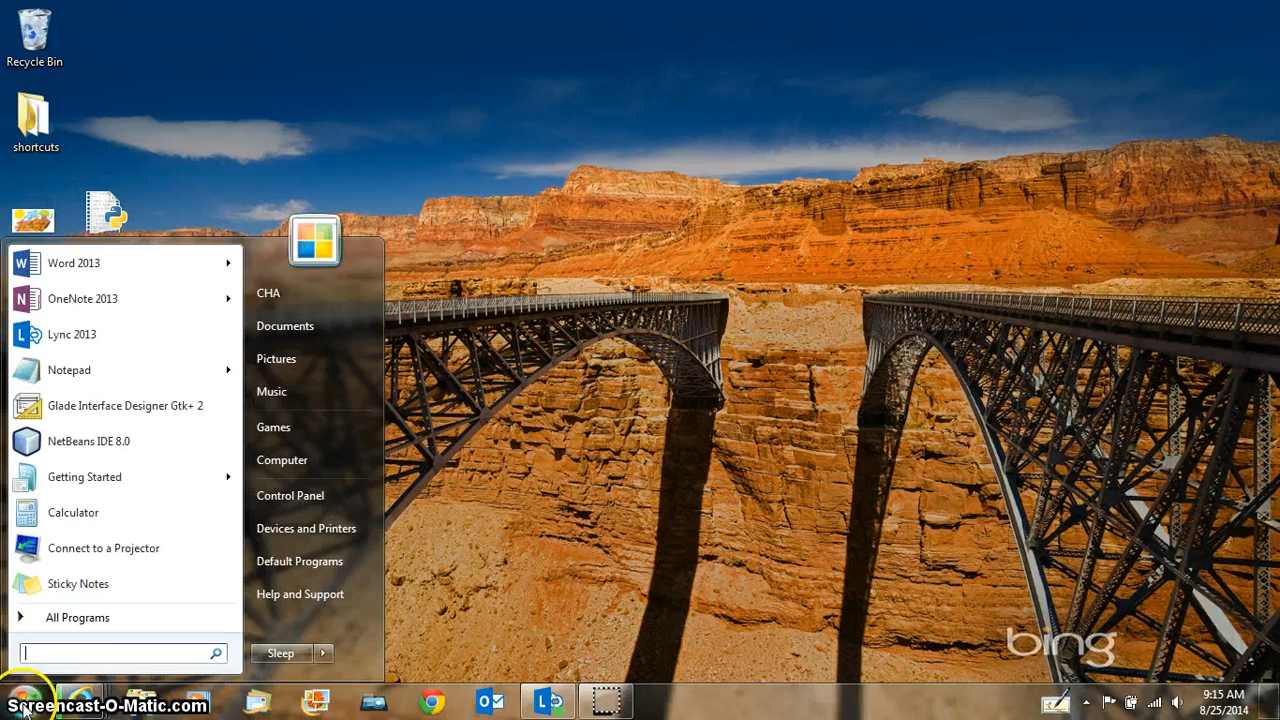 Recycle Bin
shortcuts
Word 2013
OneNote 2013
Lync 2013
Notepad
Glade Interface Designer Gtk+ 2
NetBeans IDE 8.0
Getting Started
Calculator
Connect to a Projector
Sticky Notes
All Programs
CHA
Documents
Pictures
Music
Games
Computer
Control Panel
Devices and Printers
Default Programs
Help and Support
Sleep
bing
Screencast-O-Matic.com
9:15 AM
8/25/2014